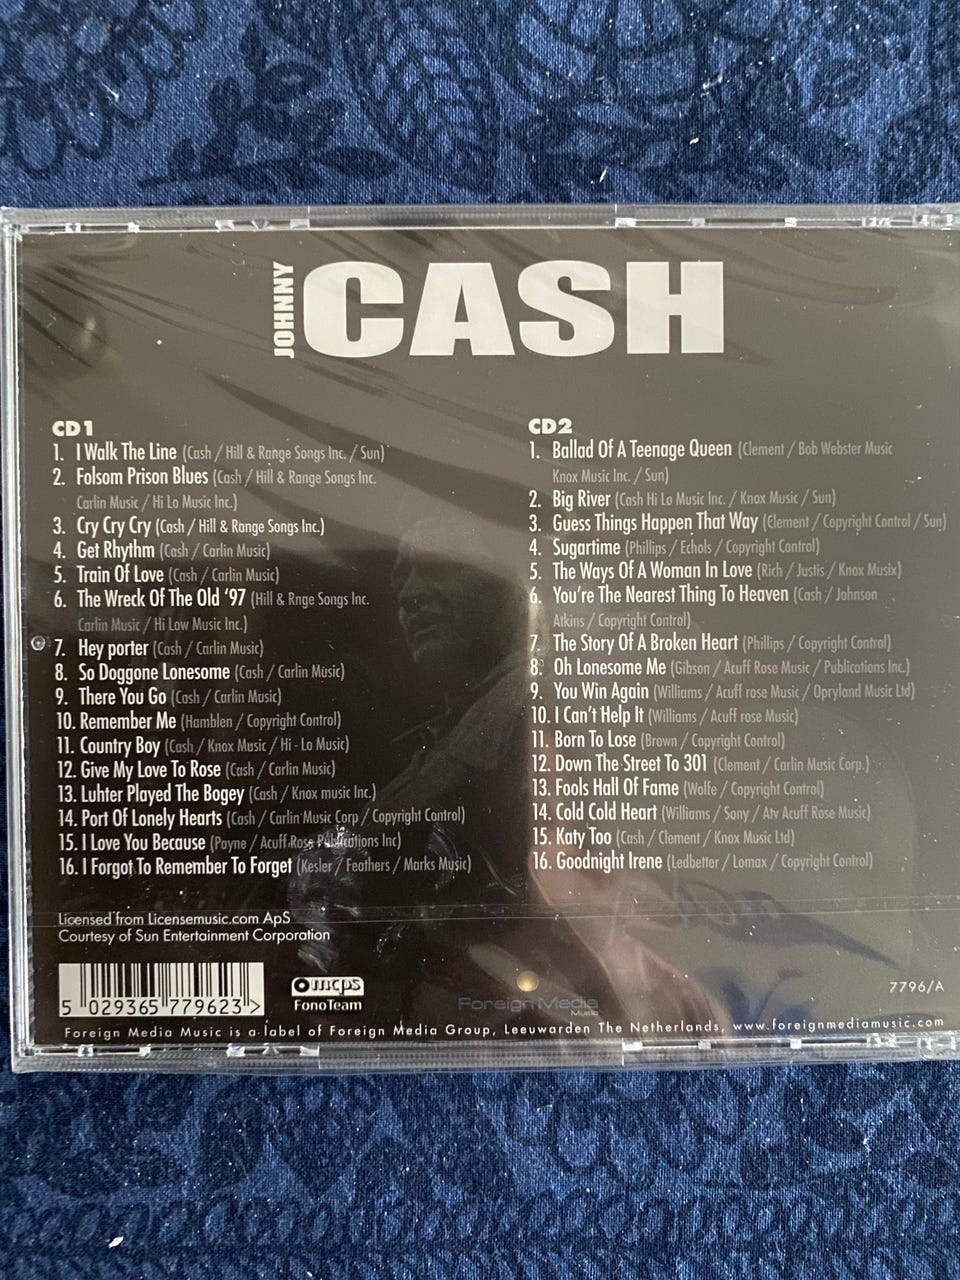 JOHNNY CASH
CD 1
1. I Walk The Line (Cash / Hill & Range Songs Inc. / Sun)
2. Folsom Prison Blues (Cash / Hill & Range Songs Inc.
Carlin Music / Hi Lo Music Inc.)
3. Cry Cry Cry (Cash / Hill & Range Songs Inc.)
4. Get Rhythm (Cash / Carlin Music)
5. Train Of Love (Cash / Carlin Music)
6. The Wreck Of The Old '97 (Hill & Rnge Songs Inc.
Carlin Music / Hi Low Music Inc.)
7. Hey porter (Cash / Carlin Music)
8. So Doggone Lonesome (Cash / Carlin Music)
9. There You Go (Cash / Carlin Music)
10. Remember Me (Hamblen / Copyright Control)
11. Country Boy (Cash / Knox Music / Hi - Lo Music)
12. Give My Love To Rose (Cash / Carlin Music)
13. Luhter Played The Bogey (Cash / Knox music Inc.)
14. Port Of Lonely Hearts (Cash / Carlin Music Corp / Copyright Control)
15. I Love You Because (Payne / Acuff Rose Publications Inc)
16. I Forgot To Remember To Forget (Kesler / Feathers / Marks Music)
CD2
1. Ballad Of A Teenage Queen (Clement / Bob Webster Music
Knox Music Inc. / Sun)
2. Big River (Cash Hi Lo Music Inc. / Knox Music / Sun)
3. Guess Things Happen That Way (Clement / Copyright Control / Sun)
4. Sugartime (Phillips / Echols / Copyright Control)
5. The Ways Of A Woman In Love (Rich / Justis / Knox Musix)
6. You're The Nearest Thing To Heaven (Cash / Johnson
Atkins / Copyright Control)
7. The Story Of A Broken Heart (Phillips / Copyright Control)
8. Oh Lonesome Me (Gibson / Acuff Rose Music / Publications Inc.)
9. You Win Again (Williams / Acuff rose Music / Opryland Music Ltd)
10. I Can't Help It (Williams / Acuff rose Music)
11. Born To Lose (Brown / Copyright Control)
12. Down The Street To 301 (Clement / Carlin Music Corp.)
13. Fools Hall Of Fame (Wolfe / Copyright Control)
14. Cold Cold Heart (Williams / Sony / Atv Acuff Rose Music)
15. Katy Too (Cash / Clement / Knox Music Ltd)
16. Goodnight Irene (Ledbetter / Lomax / Copyright Control)
Licensed from Licensemusic.com ApS
Courtesy of Sun Entertainment Corporation
5 029365 779623 >
mcps
FonoTeam
Foreign Media
Music
7796/A
Foreign Media Music is a label of Foreign Media Group, Leeuwarden The Netherlands, www.foreignmediamusic.com